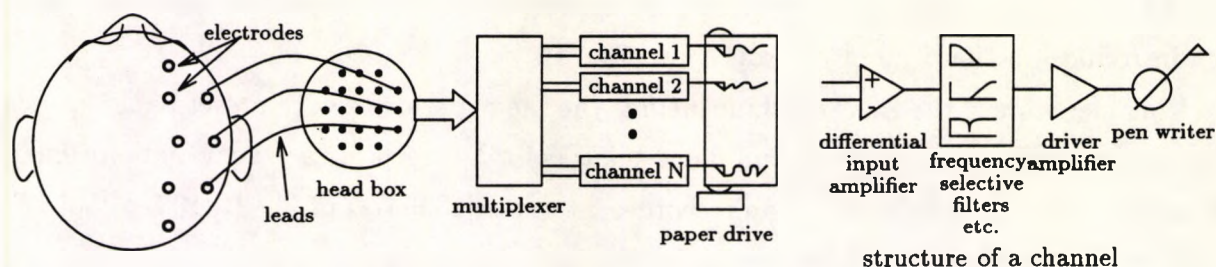 electrodes
leads
head box
multiplexer
channel 1
channel 2
channel N
paper drive
+
-
differential
input
amplifier
frequency
selective
filters
etc.
driver
amplifier
pen writer
structure of a channel